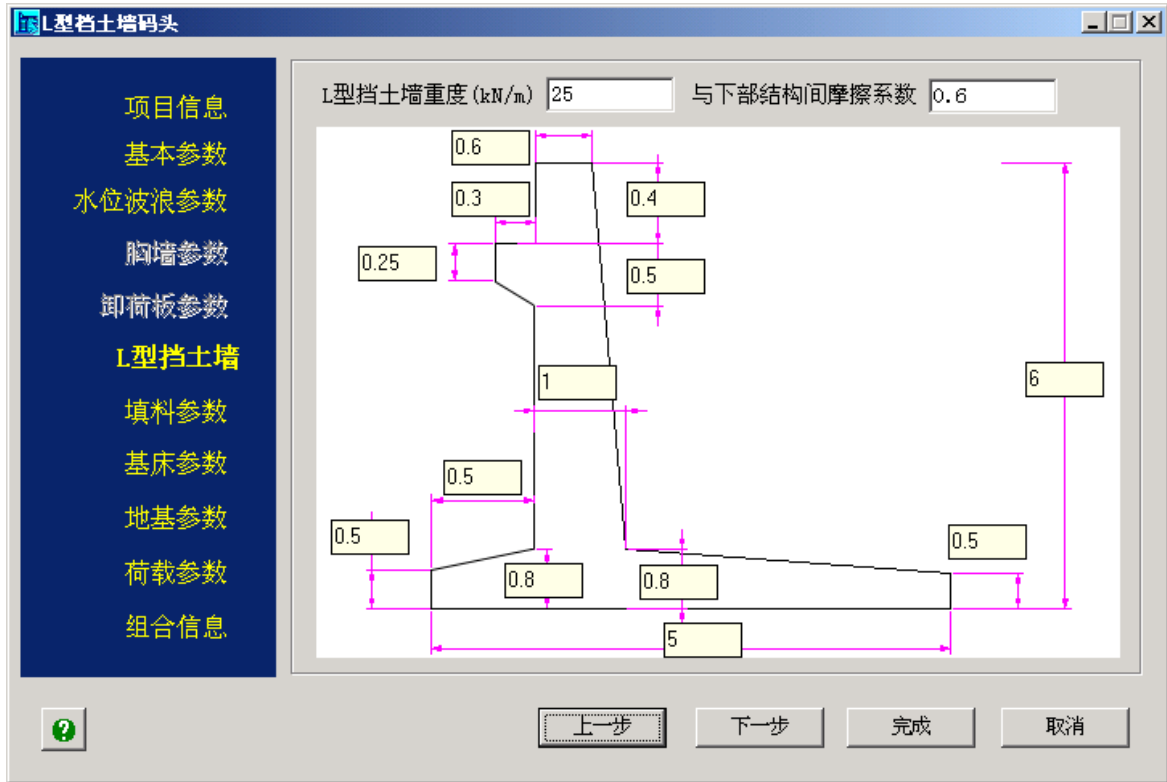 L型挡土墙码头
项目信息
基本参数
水位波浪参数
胸墙参数
卸荷板参数
L型挡土墙
填料参数
基床参数
地基参数
荷载参数
组合信息
L型挡土墙重度(kN/m) 25 与下部结构间摩擦系数 0.6
0.6
0.3 0.4
0.25 0.5
1 6
0.5
0.5 0.5
0.8 0.8
5
? 上一步 下一步 完成 取消